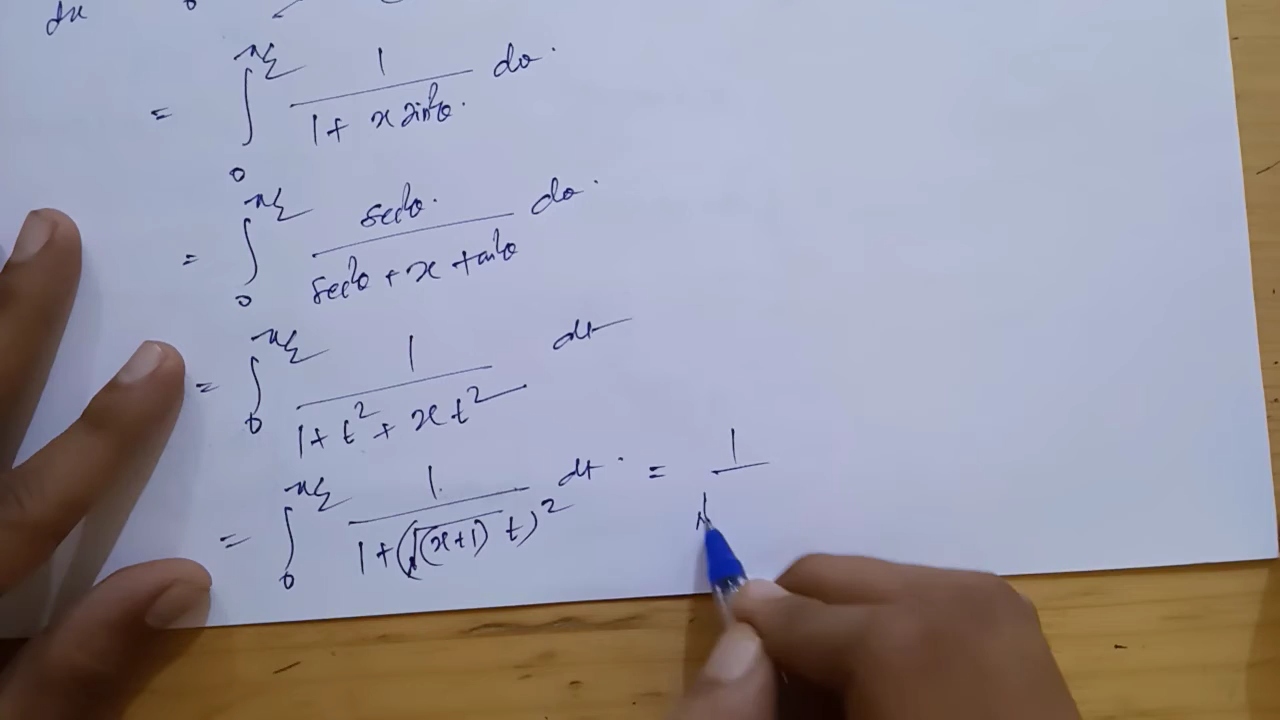 dx
= ∫₀^{π/2} 1 / (1 + x sin²θ) dθ.
= ∫₀^{π/2} sec²θ. / (sec²θ + x tan²θ) dθ.
= ∫₀^{π/2} 1 / (1 + t² + x t²) dt
= ∫₀^{π/2} 1 / (1 + (√(x+1) t)²) dt. = 1 /